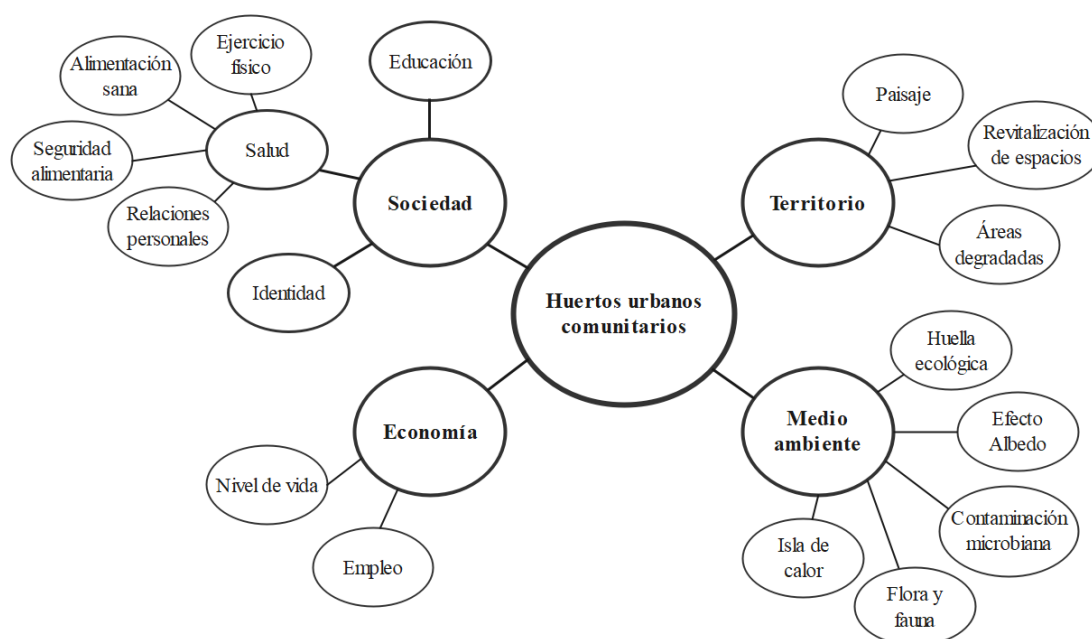 Ejercicio
físico
Alimentación
sana
Seguridad
alimentaria
Salud
Relaciones
personales
Educación
Sociedad
Identidad
Paisaje
Revitalización
de espacios
Territorio
Áreas
degradadas
Huertos urbanos
comunitarios
Economía
Nivel de vida
Empleo
Medio
ambiente
Huella
ecológica
Efecto
Albedo
Contaminación
microbiana
Isla de
calor
Flora y
fauna